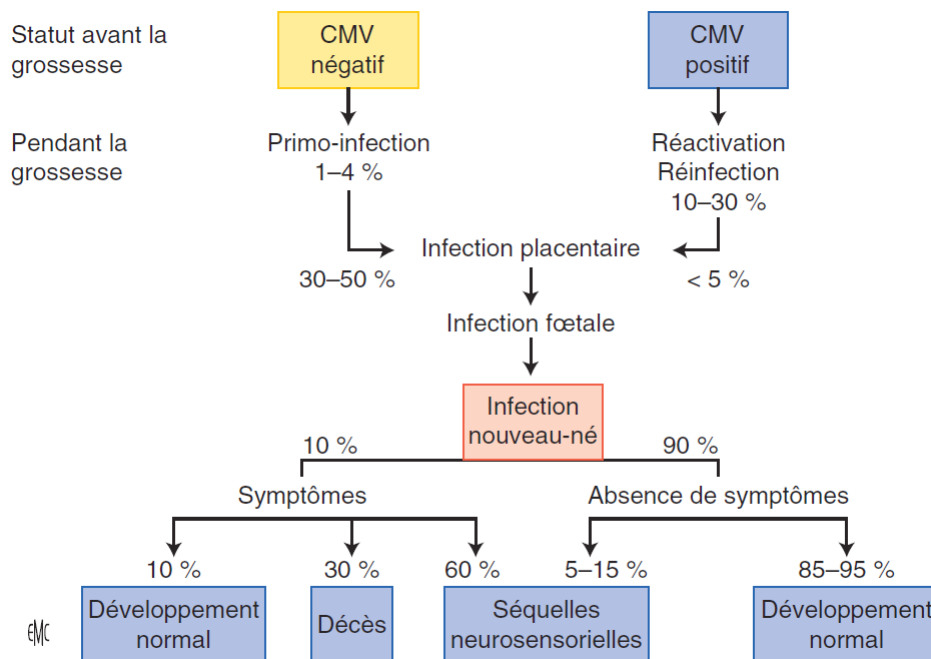 Statut avant la
grossesse
CMV
négatif
CMV
positif
Pendant la
grossesse
Primo-infection
1–4 %
Réactivation
Réinfection
10–30 %
Infection placentaire
30–50 %
< 5 %
Infection fœtale
Infection
nouveau-né
10 %
90 %
Symptômes
Absence de symptômes
10 %
30 %
60 %
5–15 %
85–95 %
Développement
normal
Décès
Séquelles
neurosensorielles
Développement
normal
EMC